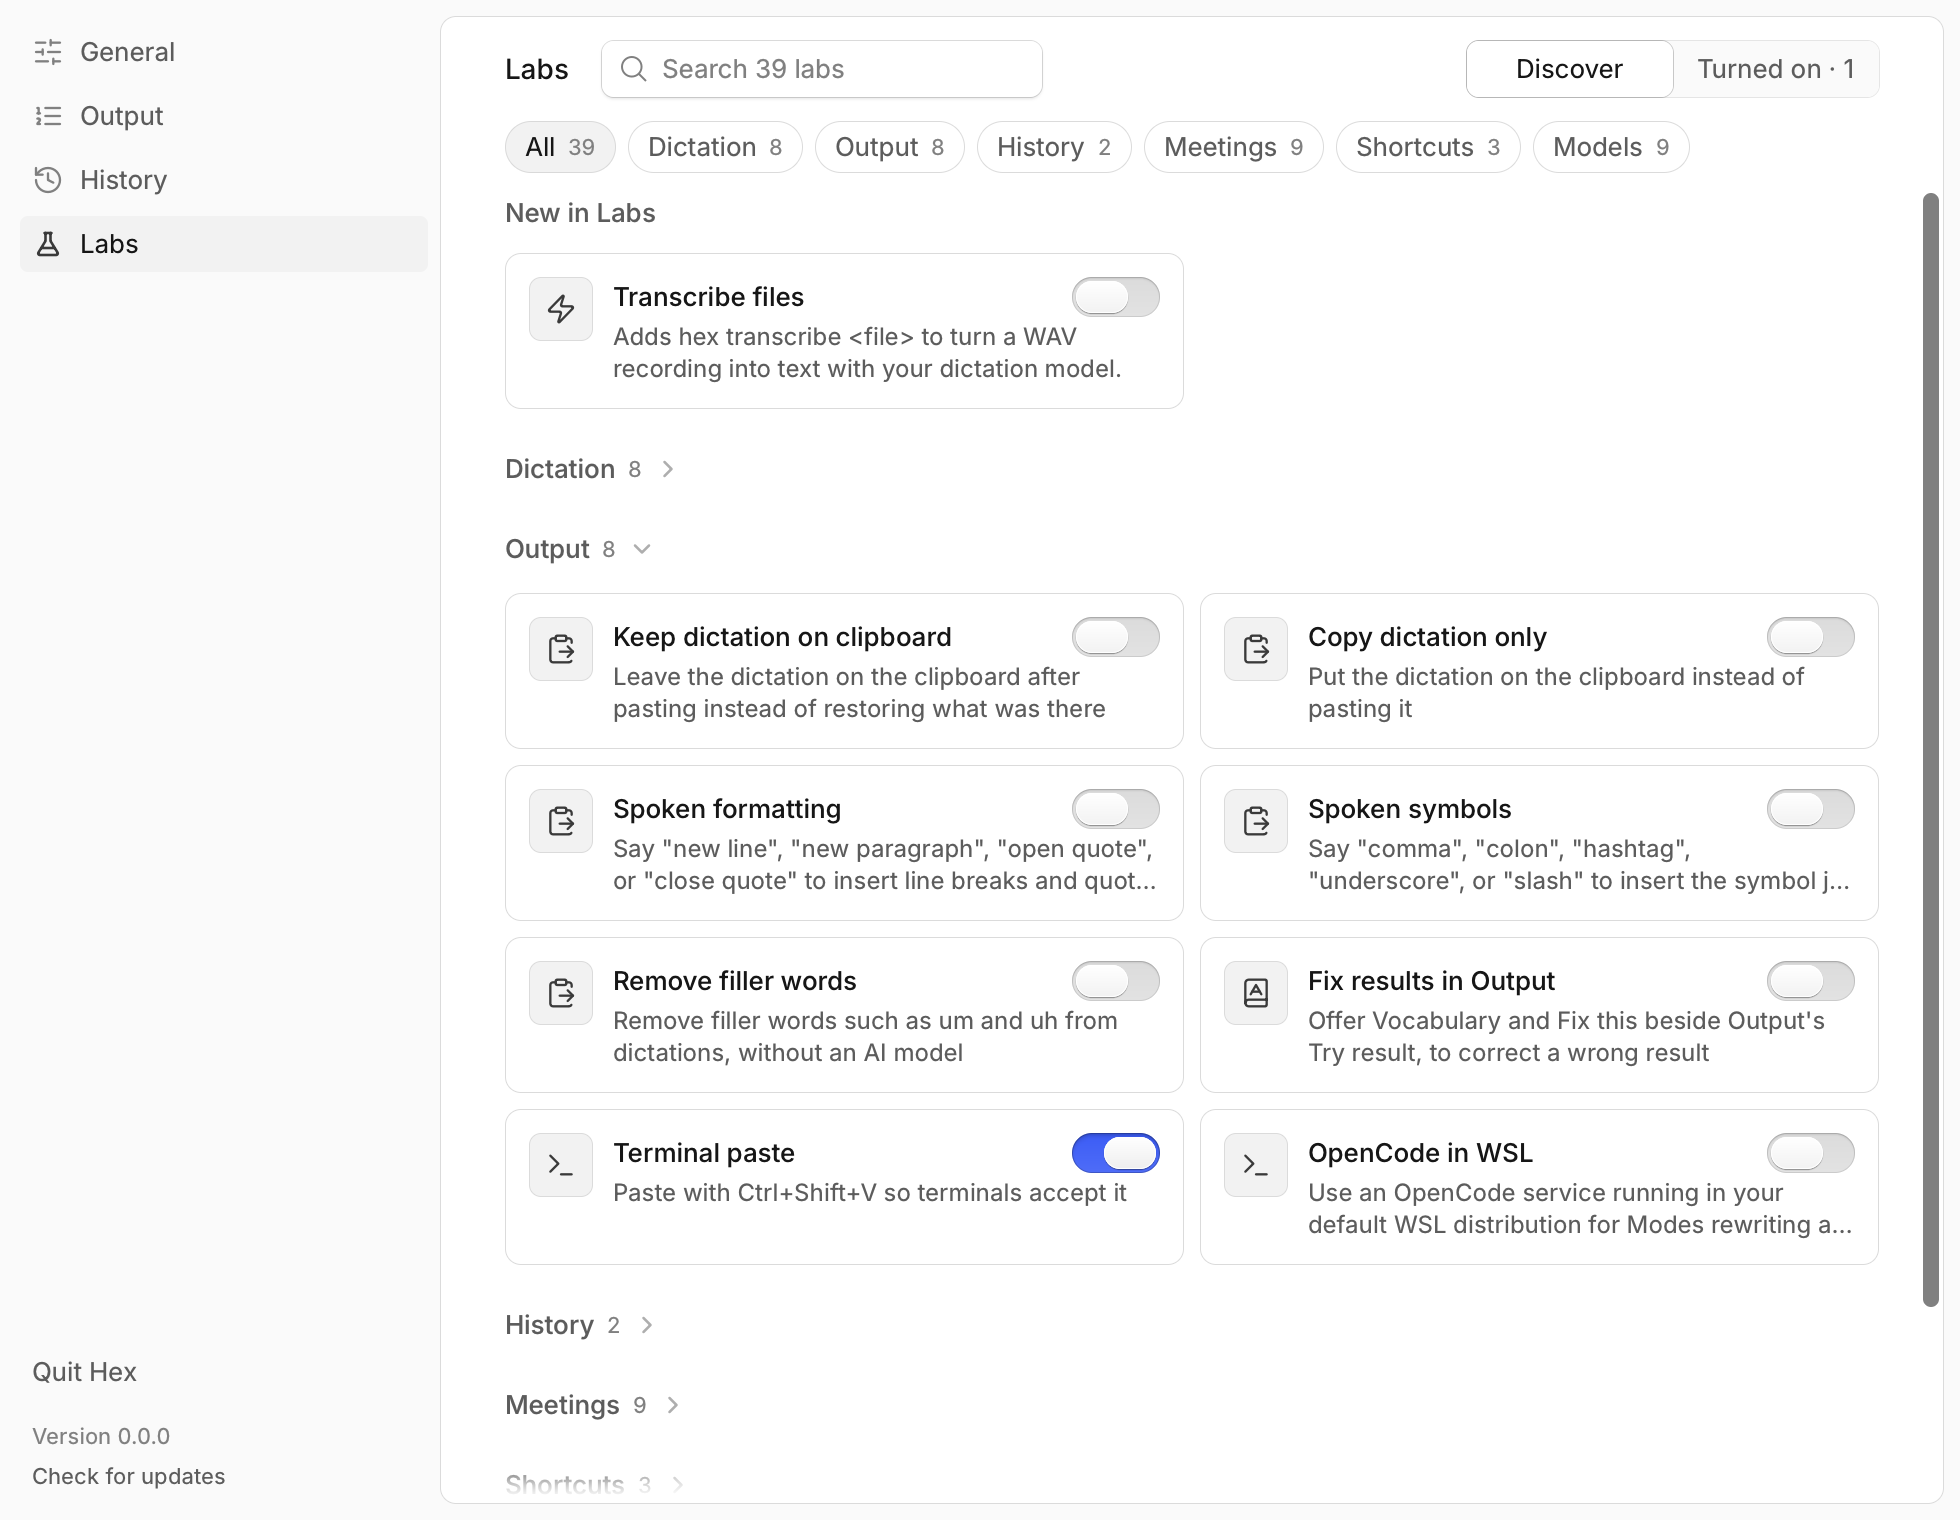 General
Output
History
Labs
Quit Hex
Version 0.0.0
Check for updates
Labs
Search 39 labs
Discover
Turned on · 1
All 39
Dictation 8
Output 8
History 2
Meetings 9
Shortcuts 3
Models 9
New in Labs
Transcribe files
Adds hex transcribe <file> to turn a WAV
recording into text with your dictation model.
Dictation 8
Output 8
Keep dictation on clipboard
Leave the dictation on the clipboard after
pasting instead of restoring what was there
Copy dictation only
Put the dictation on the clipboard instead of
pasting it
Spoken formatting
Say "new line", "new paragraph", "open quote",
or "close quote" to insert line breaks and quot...
Spoken symbols
Say "comma", "colon", "hashtag",
"underscore", or "slash" to insert the symbol j...
Remove filler words
Remove filler words such as um and uh from
dictations, without an AI model
Fix results in Output
Offer Vocabulary and Fix this beside Output's
Try result, to correct a wrong result
Terminal paste
Paste with Ctrl+Shift+V so terminals accept it
OpenCode in WSL
Use an OpenCode service running in your
default WSL distribution for Modes rewriting a...
History 2
Meetings 9
Shortcuts 3